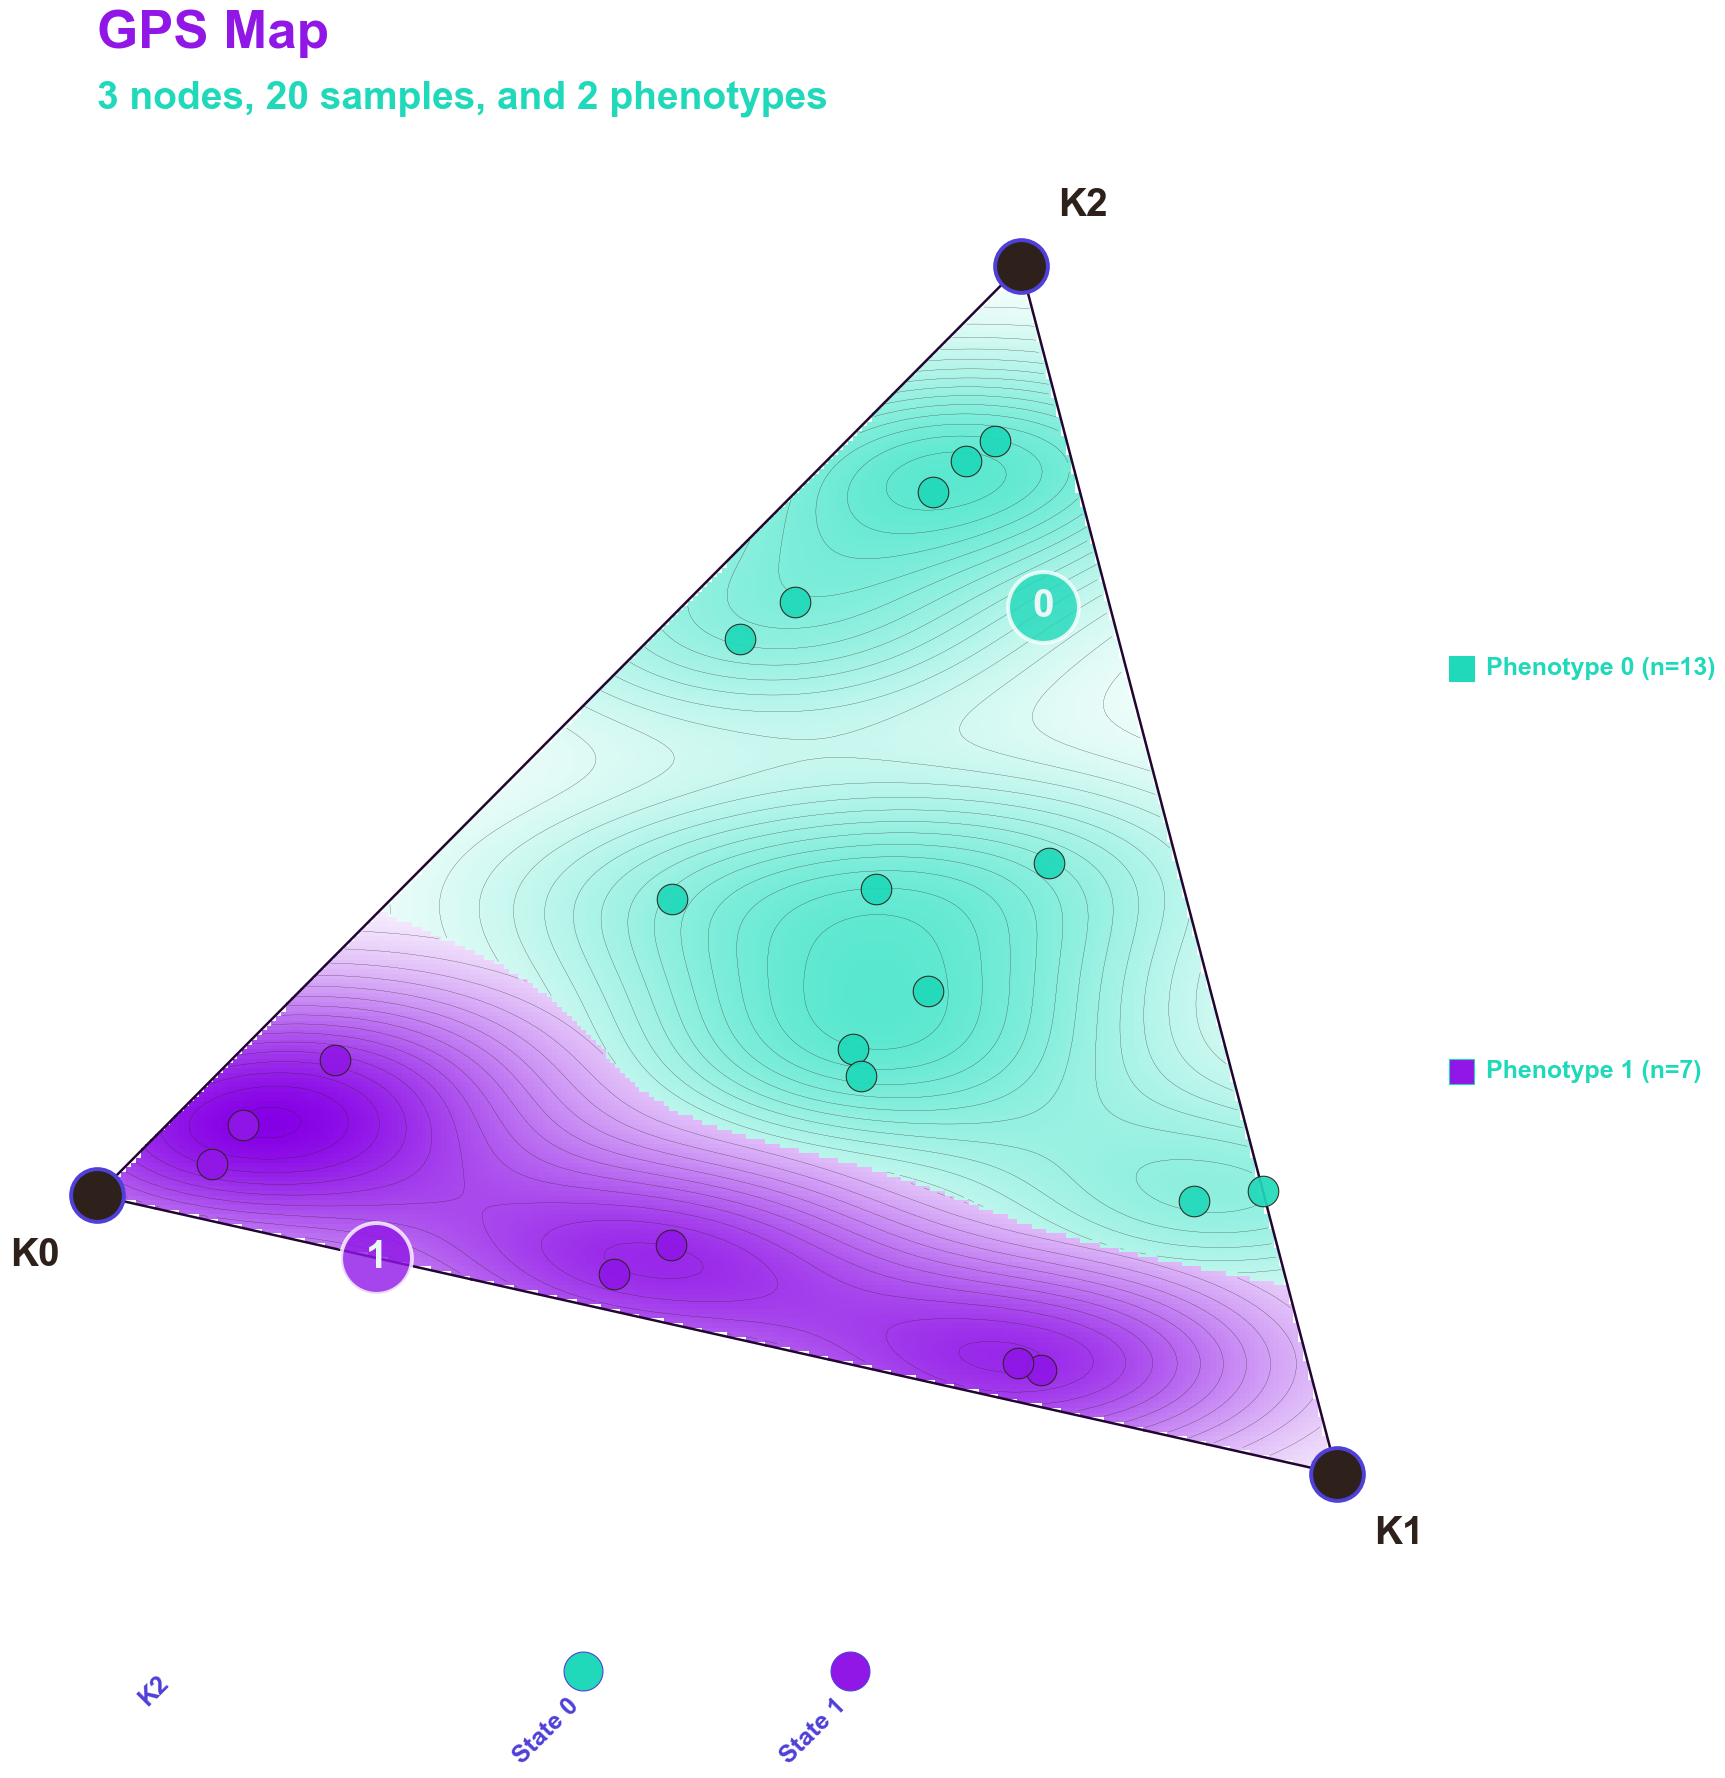 GPS Map
3 nodes, 20 samples, and 2 phenotypes
K2
0
Phenotype 0 (n=13)
Phenotype 1 (n=7)
K0
1
K1
K2
State 0
State 1